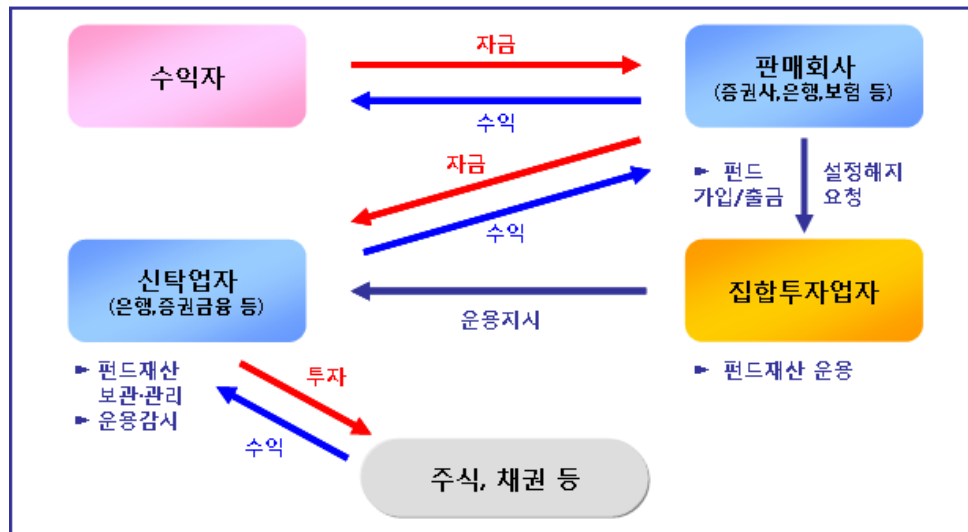 자금
수익자
판매회사
(증권사,은행,보험 등)
수익
자금
► 펀드
가입/출금
설정해지
요청
수익
신탁업자
(은행,증권금융 등)
집합투자업자
운용지시
► 펀드재산
보관·관리
► 운용감시
투자
► 펀드재산 운용
수익
주식, 채권 등